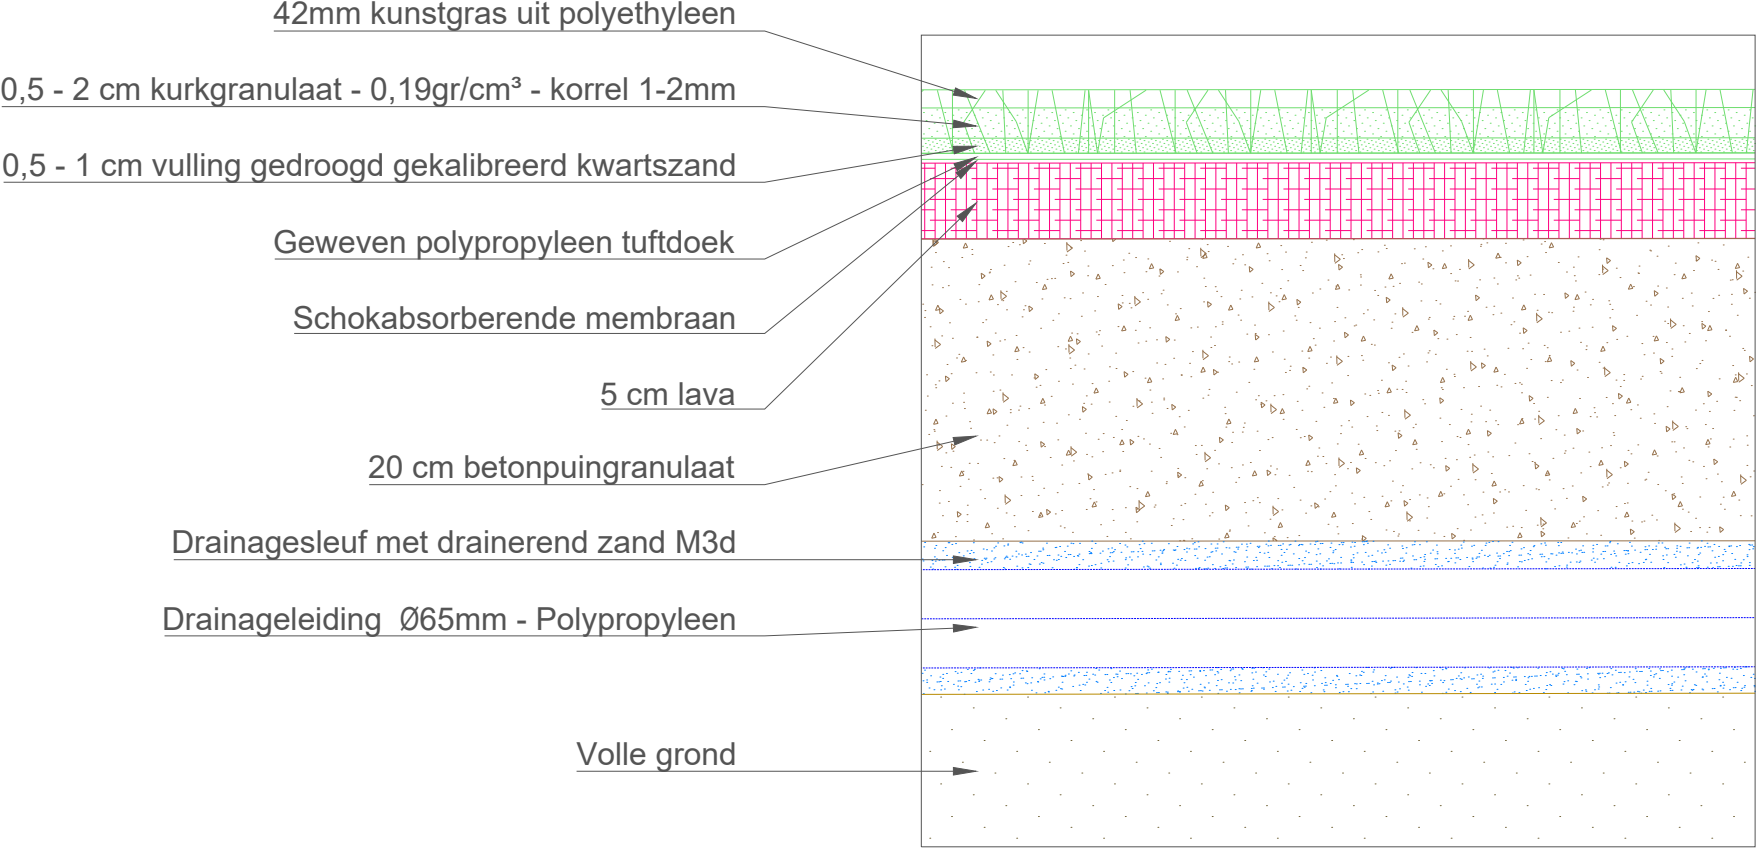 42mm kunstgras uit polyethyleen
0,5 - 2 cm kurkgranulaat - 0,19gr/cm³ - korrel 1-2mm
0,5 - 1 cm vulling gedroogd gekalibreerd kwartszand
Geweven polypropyleen tuftdoek
Schokabsorberende membraan
5 cm lava
20 cm betonpuingranulaat
Drainagesleuf met drainerend zand M3d
Drainageleiding Ø65mm - Polypropyleen
Volle grond